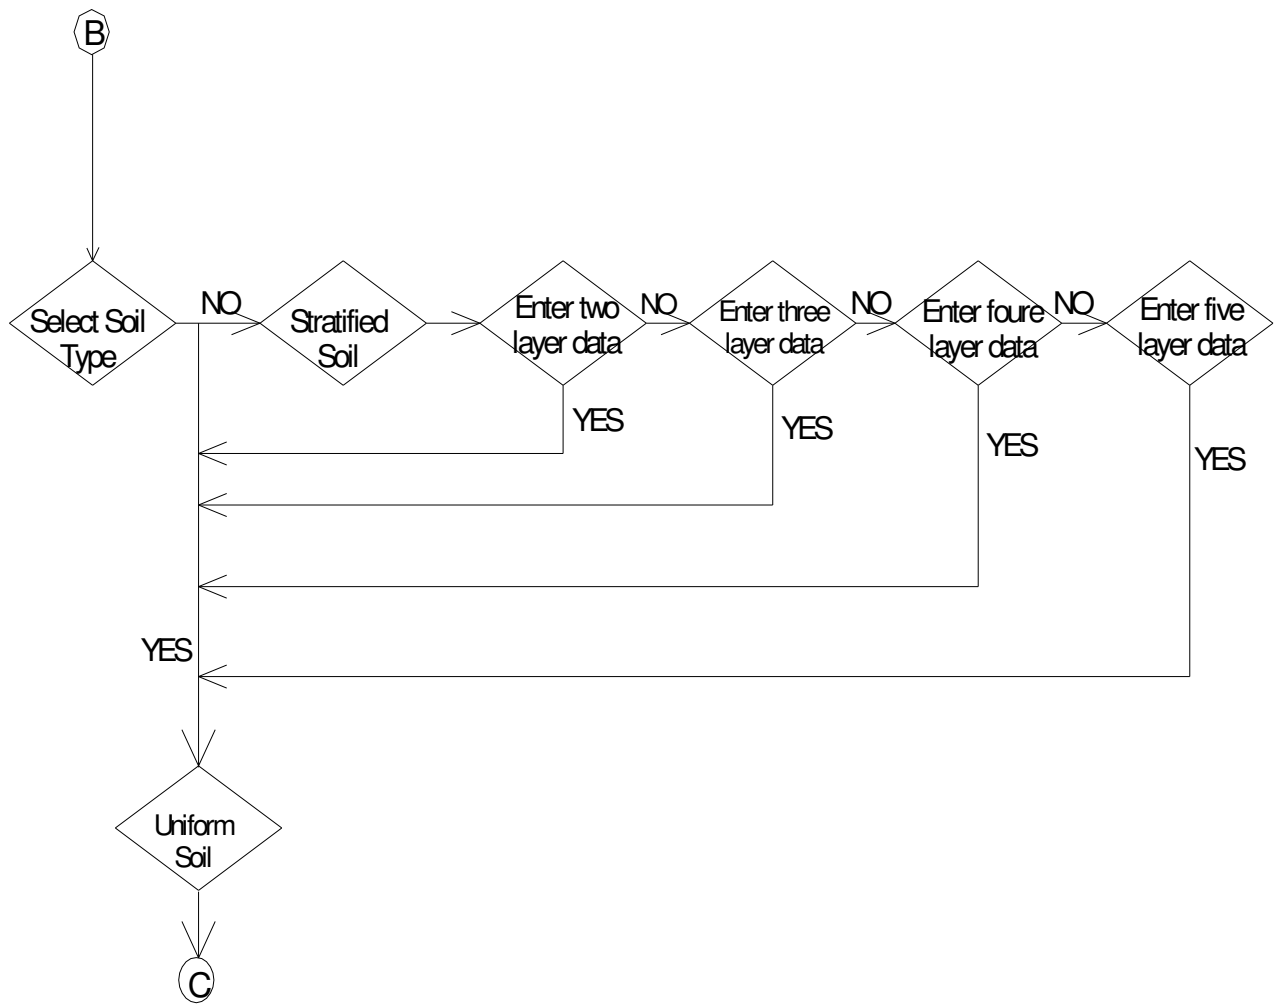 B
Select Soil
Type
NO
Stratified
Soil
Enter two
layer data
NO
Enter three
layer data
NO
Enter foure
layer data
NO
Enter five
layer data
YES
YES
YES
YES
YES
Uniform
Soil
C